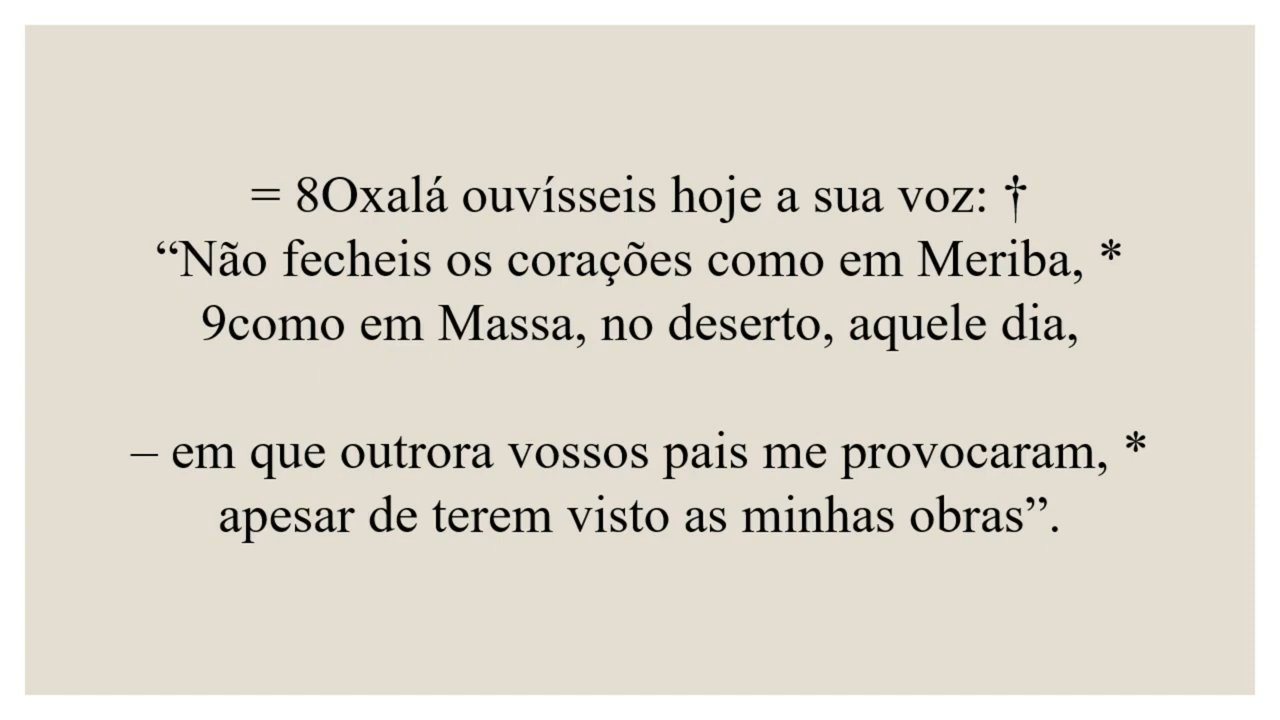 = 8Oxalá ouvísseis hoje a sua voz: †
“Não fecheis os corações como em Meriba, *
9como em Massa, no deserto, aquele dia,
– em que outrora vossos pais me provocaram, *
apesar de terem visto as minhas obras”.